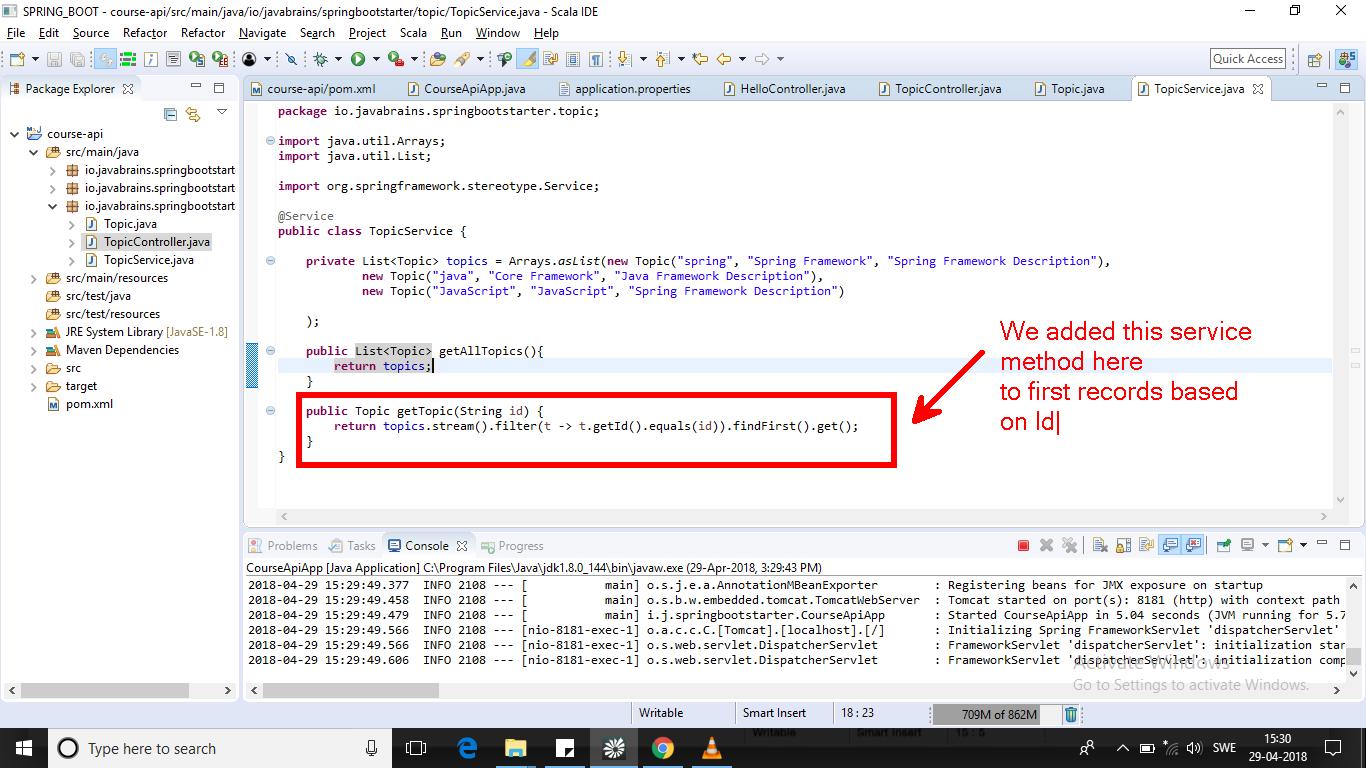 SPRING_BOOT - course-api/src/main/java/io/javabrains/springbootstarter/topic/TopicService.java - Scala IDE
File Edit Source Refactor Refactor Navigate Search Project Scala Run Window Help
Quick Access
Package Explorer
course-api
src/main/java
io.javabrains.springbootstart
io.javabrains.springbootstart
io.javabrains.springbootstart
Topic.java
TopicController.java
TopicService.java
src/main/resources
src/test/java
src/test/resources
JRE System Library [JavaSE-1.8]
Maven Dependencies
src
target
pom.xml
course-api/pom.xml CourseApiApp.java application.properties HelloController.java TopicController.java Topic.java TopicService.java
package io.javabrains.springbootstarter.topic;
import java.util.Arrays;
import java.util.List;
import org.springframework.stereotype.Service;
@Service
public class TopicService {
private List<Topic> topics = Arrays.asList(new Topic("spring", "Spring Framework", "Spring Framework Description"),
new Topic("java", "Core Framework", "Java Framework Description"),
new Topic("JavaScript", "JavaScript", "Spring Framework Description")
);
public List<Topic> getAllTopics(){
return topics;
}
public Topic getTopic(String id) {
return topics.stream().filter(t -> t.getId().equals(id)).findFirst().get();
}
}
We added this service
method here
to first records based
on Id|
Problems Tasks Console Progress
CourseApiApp [Java Application] C:\Program Files\Java\jdk1.8.0_144\bin\javaw.exe (29-Apr-2018, 3:29:43 PM)
2018-04-29 15:29:49.377 INFO 2108 --- [ main] o.s.j.e.a.AnnotationMBeanExporter : Registering beans for JMX exposure on startup
2018-04-29 15:29:49.458 INFO 2108 --- [ main] o.s.b.w.embedded.tomcat.TomcatWebServer : Tomcat started on port(s): 8181 (http) with context path
2018-04-29 15:29:49.479 INFO 2108 --- [ main] i.j.springbootstarter.CourseApiApp : Started CourseApiApp in 5.04 seconds (JVM running for 5.7
2018-04-29 15:29:49.566 INFO 2108 --- [nio-8181-exec-1] o.a.c.c.C.[Tomcat].[localhost].[/] : Initializing Spring FrameworkServlet 'dispatcherServlet'
2018-04-29 15:29:49.566 INFO 2108 --- [nio-8181-exec-1] o.s.web.servlet.DispatcherServlet : FrameworkServlet 'dispatcherServlet': initialization star
2018-04-29 15:29:49.606 INFO 2108 --- [nio-8181-exec-1] o.s.web.servlet.DispatcherServlet : FrameworkServlet 'dispatcherServlet': initialization comp
Activate Windows
Go to Settings to activate Windows.
Writable Smart Insert 18 : 23 709M of 862M
Writable Smart Insert 15 : 5
Type here to search
SWE
15:30
29-04-2018